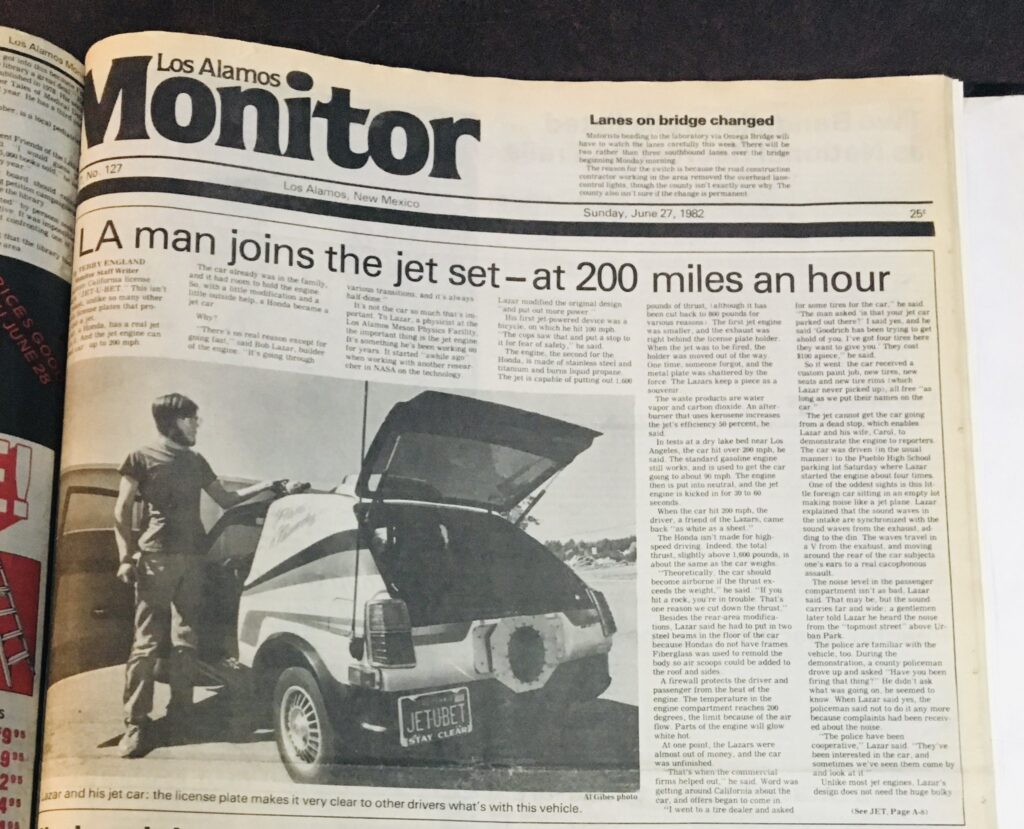 Los Alamos
Monitor
No. 127
Los Alamos, New Mexico
Lanes on bridge changed
Motorists heading to the laboratory via Omega Bridge will
have to watch the lanes carefully this week. There will be
two rather than three southbound lanes over the bridge
beginning Monday morning.
The reason for the switch is because the road construction
contractor working in the area removed the overhead lane-
control lights, though the county isn't exactly sure why. The
county also isn't sure if the change is permanent.
Sunday, June 27, 1982
25¢
LA man joins the jet set—at 200 miles an hour
TERRY ENGLAND
Monitor Staff Writer
California license
"JET-U-BET." This isn't
unlike so many other
license plates that pro-
a jet.
Honda, has a real jet
And the jet engine can
up to 200 mph.
The car already was in the family,
and it had room to hold the engine.
So, with a little modification and a
little outside help, a Honda became a
jet car
Why?
"There's no real reason except for
going fast," said Bob Lazar, builder
of the engine. "It's going through
various transitions, and it's always
half-done."
It's not the car so much that's im-
portant. To Lazar, a physicist at the
Los Alamos Meson Physics Facility,
the important thing is the jet engine.
It's something he's been working on
for years. It started "awhile ago"
when working with another resear-
cher in NASA on the technology
Lazar modified the original design
"and put out more power."
His first jet-powered device was a
bicycle, on which he hit 100 mph.
"The cops saw that and put a stop to
it for fear of safety," he said.
The engine, the second for the
Honda, is made of stainless steel and
titanium and burns liquid propane.
The jet is capable of putting out 1,600
pounds of thrust, (although it has
been cut back to 800 pounds for
various reasons). The first jet engine
was smaller, and the exhaust was
right behind the license plate holder.
When the jet was to be fired, the
holder was moved out of the way.
One time, someone forgot, and the
metal plate was shattered by the
force. The Lazars keep a piece as a
souvenir.
The waste products are water
vapor and carbon dioxide. An after-
burner that uses kerosene increases
the jet's efficiency 50 percent, he
said.
In tests at a dry lake bed near Los
Angeles, the car hit over 200 mph, he
said. The standard gasoline engine
still works, and is used to get the car
going to about 90 mph. The engine
then is put into neutral, and the jet
engine is kicked in for 30 to 60
seconds.
When the car hit 200 mph, the
driver, a friend of the Lazars, came
back "as white as a sheet."
The Honda isn't made for high-
speed driving. Indeed, the total
thrust, slightly above 1,600 pounds, is
about the same as the car weighs.
"Theoretically, the car should
become airborne if the thrust ex-
ceeds the weight," he said. "If you
hit a rock, you're in trouble. That's
one reason we cut down the thrust."
Besides the rear-area modifica-
tions, Lazar said he had to put in two
steel beams in the floor of the car
because Hondas do not have frames.
Fiberglass was used to remold the
body so air scoops could be added to
the roof and sides.
A firewall protects the driver and
passenger from the heat of the
engine. The temperature in the
engine compartment reaches 200
degrees, the limit because of the air
flow. Parts of the engine will glow
white hot.
At one point, the Lazars were
almost out of money, and the car
was unfinished.
"That's when the commercial
firms helped out," he said. Word was
getting around California about the
car, and offers began to come in.
"I went to a tire dealer and asked
for some tires for the car," he said.
"The man asked 'is that your jet car
parked out there?' I said yes, and he
said 'Goodrich has been trying to get
ahold of you. I've got four tires here
they want to give you.' They cost
$100 apiece," he said.
So it went: the car received a
custom paint job, new tires, new
seats and new tire rims (which
Lazar never picked up), all free "as
long as we put their names on the
car."
The jet cannot get the car going
from a dead stop, which enables
Lazar and his wife, Carol, to
demonstrate the engine to reporters.
The car was driven (in the usual
manner) to the Pueblo High School
parking lot Saturday where Lazar
started the engine about four times.
One of the oddest sights is this lit-
tle foreign car sitting in an empty lot
making noise like a jet plane. Lazar
explained that the sound waves in
the intake are synchronized with the
sound waves from the exhaust, ad-
ding to the din. The waves travel in
a V from the exahust, and moving
around the rear of the car subjects
one's ears to a real cacophonous
assault.
The noise level in the passenger
compartment isn't as bad, Lazar
said. That may be, but the sound
carries far and wide; a gentlemen
later told Lazar he heard the noise
from the "topmost street" above Ur-
ban Park.
The police are familiar with the
vehicle, too. During the
demonstration, a county policeman
drove up and asked "Have you been
firing that thing?" He didn't ask
what was going on, he seemed to
know. When Lazar said yes, the
policeman said not to do it any more
because complaints had been receiv-
ed about the noise.
"The police have been
cooperative," Lazar said. "They've
been interested in the car, and
sometimes we've seen them come by
and look at it."
Unlike most jet engines, Lazar's
design does not need the huge bulky
(See JET, Page A-8)
JETUBET
STAY CLEAR
Al Gibes photo
Lazar and his jet car: the license plate makes it very clear to other drivers what's with this vehicle.